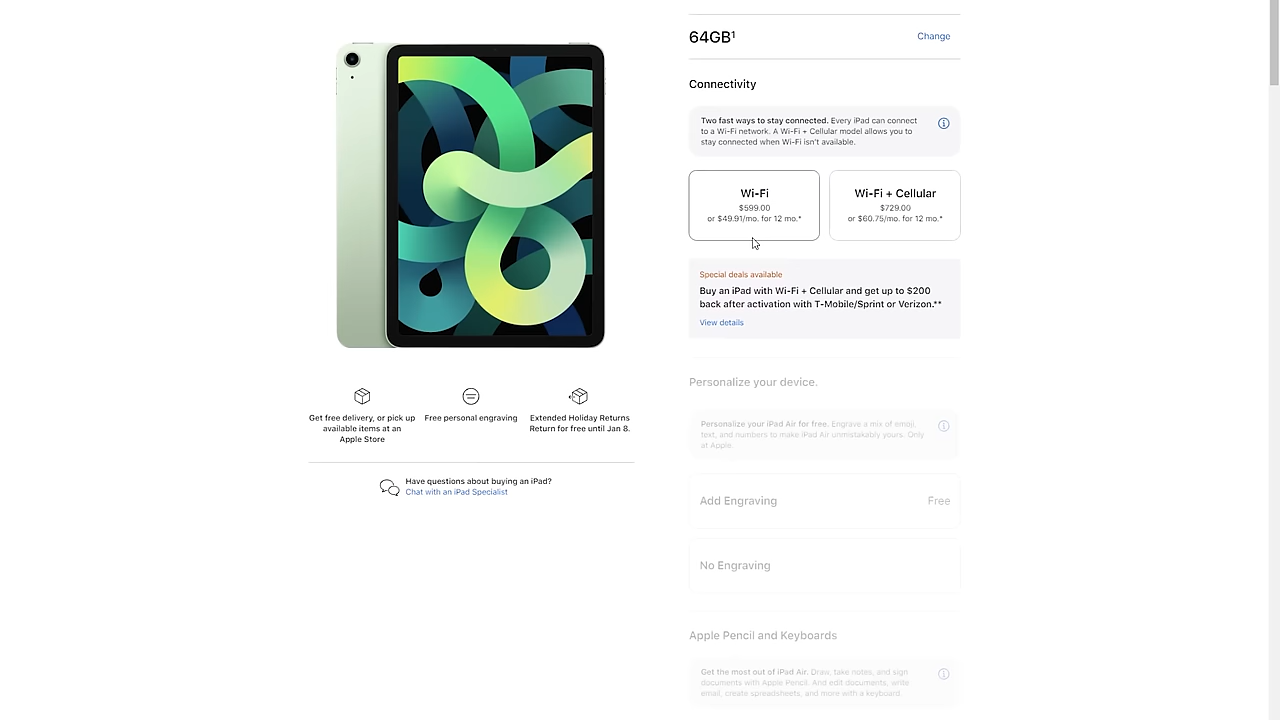 64GB¹
Change
Connectivity
Two fast ways to stay connected. Every iPad can connect
to a Wi-Fi network. A Wi-Fi + Cellular model allows you to
stay connected when Wi-Fi isn't available.
Wi-Fi
$599.00
or $49.91/mo. for 12 mo.*
Wi-Fi + Cellular
$729.00
or $60.75/mo. for 12 mo.*
Special deals available
Buy an iPad with Wi-Fi + Cellular and get up to $200
back after activation with T-Mobile/Sprint or Verizon.**
View details
Get free delivery, or pick up
available items at an
Apple Store
Free personal engraving
Extended Holiday Returns
Return for free until Jan 8.
Have questions about buying an iPad?
Chat with an iPad Specialist
Personalize your device.
Personalize your iPad Air for free. Engrave a mix of emoji,
text, and numbers to make iPad Air unmistakably yours. Only
at Apple.
Add Engraving
Free
No Engraving
Apple Pencil and Keyboards
Get the most out of iPad Air. Draw, take notes, and sign
documents with Apple Pencil. And edit documents, write
email, create spreadsheets, and more with a keyboard